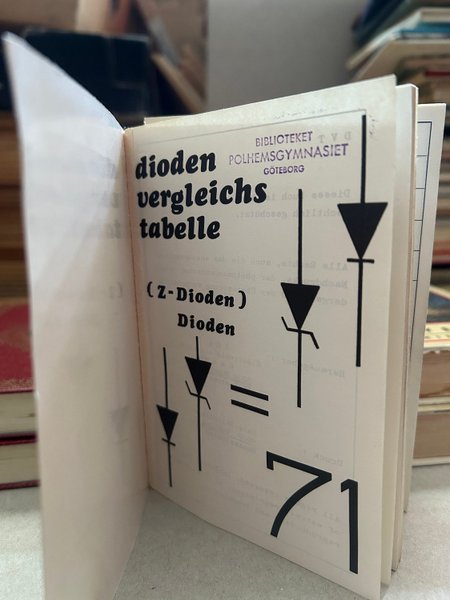 BIBLIOTEKET
POLHEMSGYMNASIET
GÖTEBORG
dioden
vergleichs
tabelle
(Z-Dioden)
Dioden
=
71